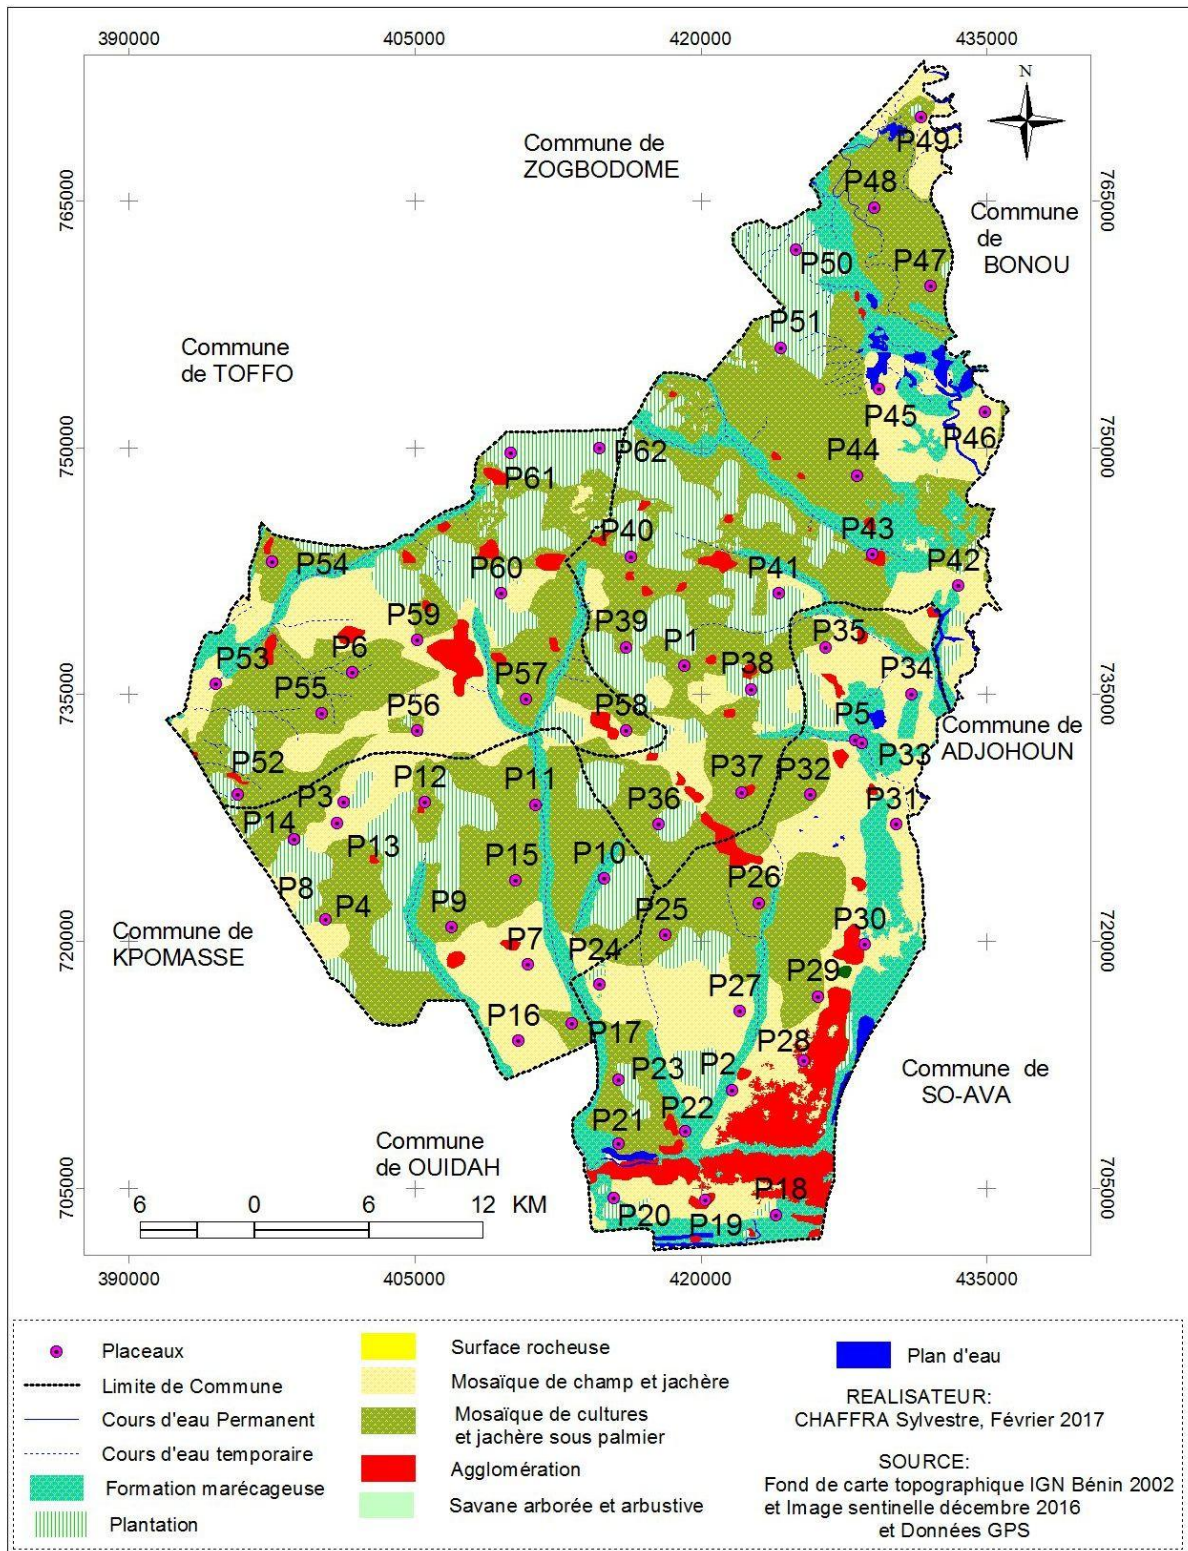 390000
405000
420000
435000
N
Commune de
ZOGBODOME
P49
765000
765000
P48
Commune
de
BONOU
P50
P47
P51
Commune
de TOFFO
P45
P46
750000
750000
P62
P44
P61
P43
P40
P54
P42
P60
P41
P59
P39
P35
P1
P53
P6
P38
P34
P57
735000
735000
P55
P56
P58
P5
Commune de
ADJOHOUN
P33
P52
P37
P32
P12
P11
P3
P36
P31
P14
P13
P15
P10
P26
P8
P4
P9
P25
P30
Commune de
KPOMASSE
720000
720000
P7
P24
P29
P27
P16
P17
P28
P2
P23
Commune de
SO-AVA
P22
P21
Commune
de OUIDAH
705000
705000
P18
P20
P19
6
0
6
12
KM
390000
405000
420000
435000
Placeaux
Limite de Commune
Cours d'eau Permanent
Cours d'eau temporaire
Formation marécageuse
Plantation
Surface rocheuse
Mosaïque de champ et jachère
Mosaïque de cultures
et jachère sous palmier
Agglomération
Savane arborée et arbustive
Plan d'eau
REALISATEUR:
CHAFFRA Sylvestre, Février 2017
SOURCE:
Fond de carte topographique IGN Bénin 2002
et Image sentinelle décembre 2016
et Données GPS